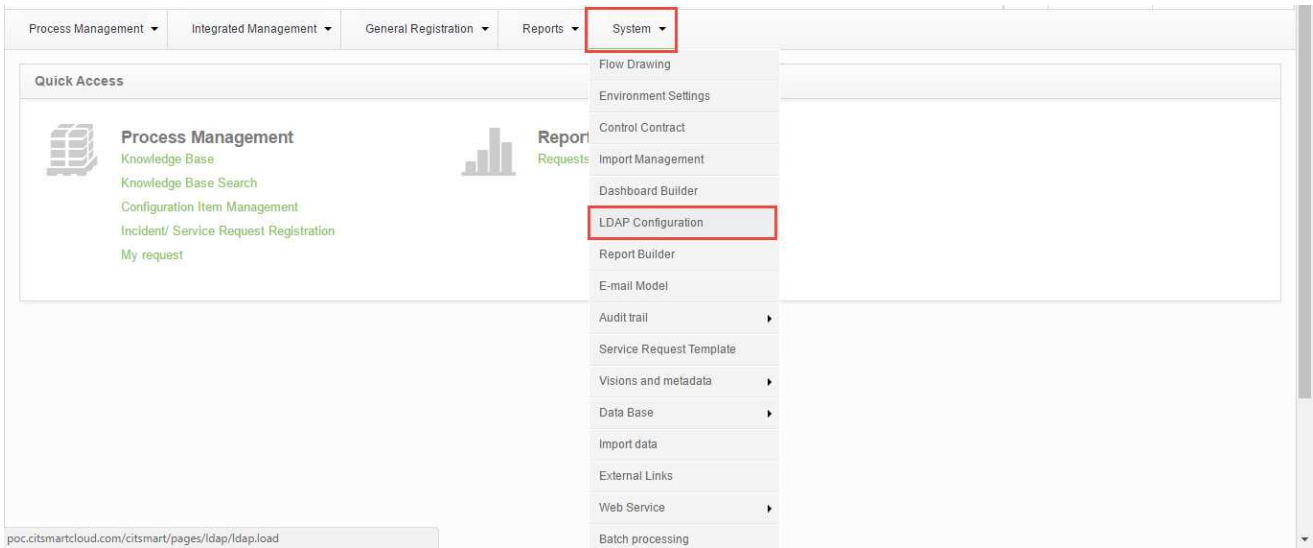 Process Management Integrated Management General Registration Reports System
Quick Access
Process Management
Knowledge Base
Knowledge Base Search
Configuration Item Management
Incident/ Service Request Registration
My request
Report
Requests
Flow Drawing
Environment Settings
Control Contract
Import Management
Dashboard Builder
LDAP Configuration
Report Builder
E-mail Model
Audit trail
Service Request Template
Visions and metadata
Data Base
Import data
External Links
Web Service
Batch processing
poc.citsmartcloud.com/citsmart/pages/ldap/ldap.load